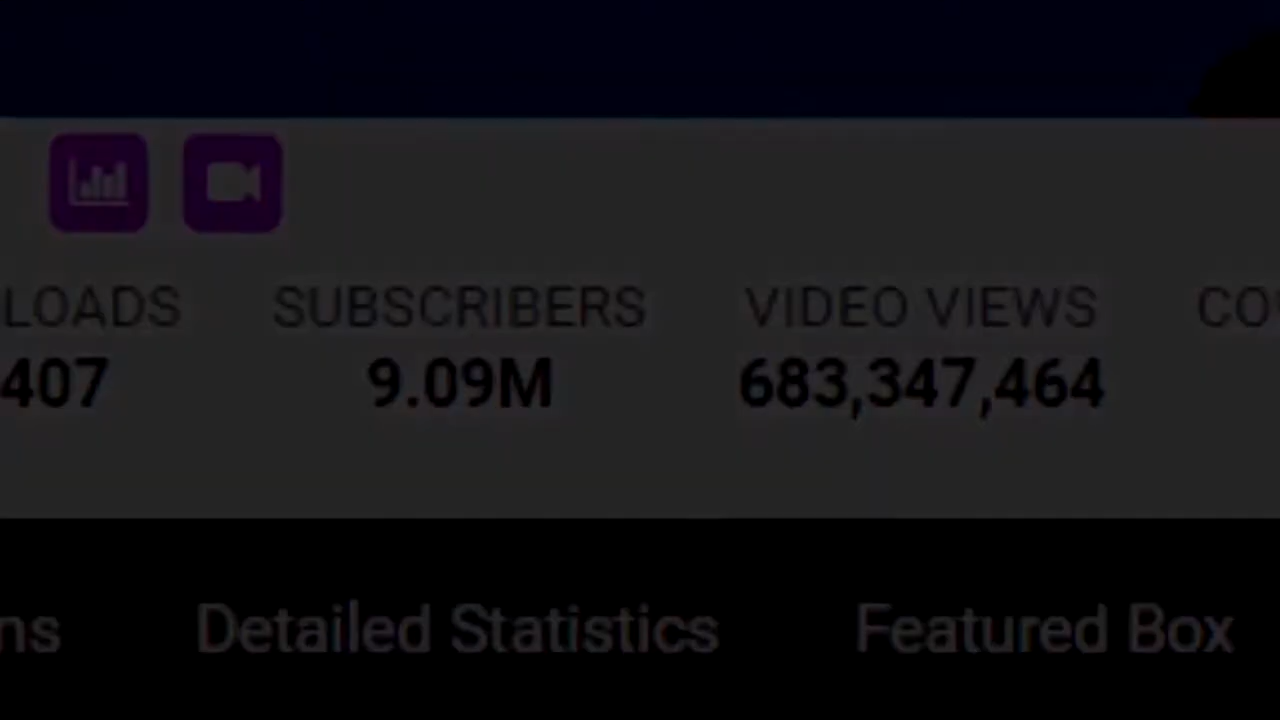 LOADS SUBSCRIBERS VIDEO VIEWS CO
407 9.09M 683,347,464
ns Detailed Statistics Featured Box